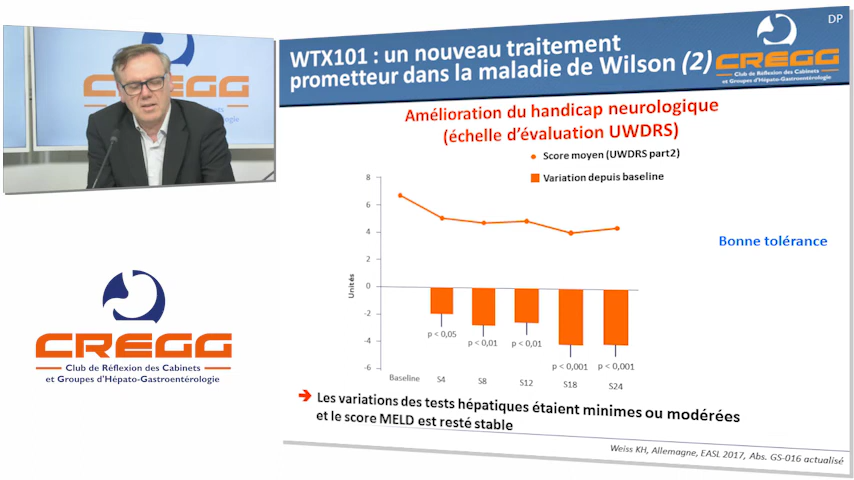 CREGG
WTX101 : un nouveau traitement
prometteur dans la maladie de Wilson (2)
DP
CREGG
Club de Réflexion des Cabinets
et Groupes d'Hépato-Gastroentérologie
Amélioration du handicap neurologique
(échelle d'évaluation UWDRS)
Score moyen (UWDRS part2)
Variation depuis baseline
Bonne tolérance
Unités
8
6
4
2
0
-2
-4
-6
p < 0,05
p < 0,01
p < 0,01
p < 0,001
p < 0,001
Baseline
S4
S8
S12
S18
S24
Les variations des tests hépatiques étaient minimes ou modérées
et le score MELD est resté stable
Weiss KH, Allemagne, EASL 2017, Abs. GS-016 actualisé
CREGG
Club de Réflexion des Cabinets
et Groupes d'Hépato-Gastroentérologie